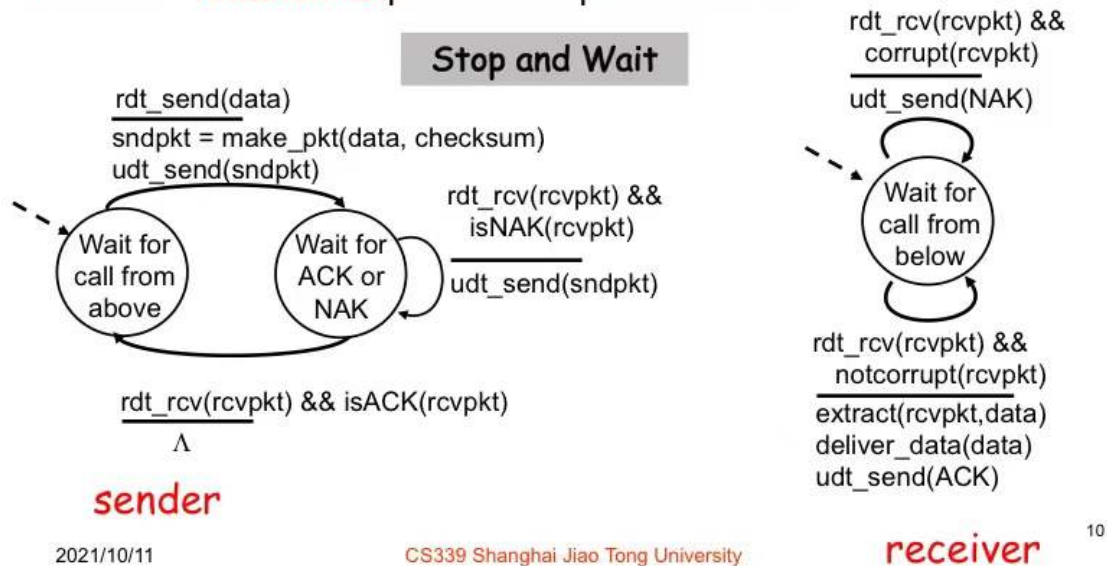 Stop and Wait
rdt_send(data)
sndpkt = make_pkt(data, checksum)
udt_send(sndpkt)
Wait for
call from
above
Wait for
ACK or
NAK
rdt_rcv(rcvpkt) &&
isNAK(rcvpkt)
udt_send(sndpkt)
rdt_rcv(rcvpkt) && isACK(rcvpkt)
Λ
sender
rdt_rcv(rcvpkt) &&
corrupt(rcvpkt)
udt_send(NAK)
Wait for
call from
below
rdt_rcv(rcvpkt) &&
notcorrupt(rcvpkt)
extract(rcvpkt,data)
deliver_data(data)
udt_send(ACK)
receiver
2021/10/11
CS339 Shanghai Jiao Tong University
10